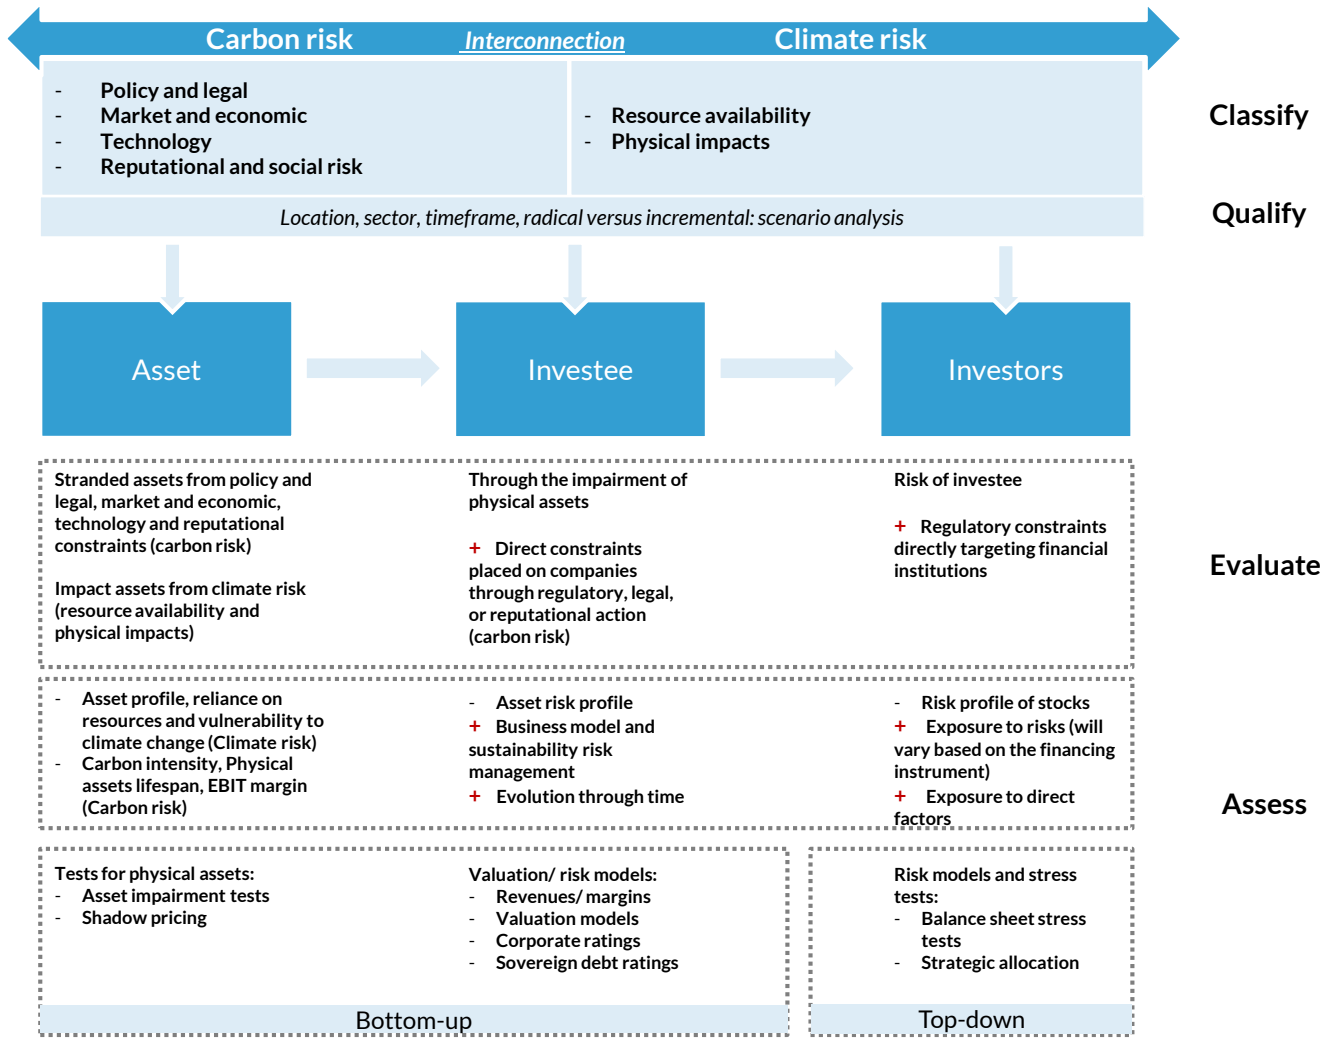 Carbon risk Interconnection Climate risk
- Policy and legal
- Market and economic
- Technology
- Reputational and social risk
- Resource availability
- Physical impacts
Classify
Location, sector, timeframe, radical versus incremental: scenario analysis
Qualify
Asset
Investee
Investors
Stranded assets from policy and
legal, market and economic,
technology and reputational
constraints (carbon risk)
Impact assets from climate risk
(resource availability and
physical impacts)
Through the impairment of
physical assets
+ Direct constraints
placed on companies
through regulatory, legal,
or reputational action
(carbon risk)
Risk of investee
+ Regulatory constraints
directly targeting financial
institutions
Evaluate
- Asset profile, reliance on
resources and vulnerability to
climate change (Climate risk)
- Carbon intensity, Physical
assets lifespan, EBIT margin
(Carbon risk)
- Asset risk profile
+ Business model and
sustainability risk
management
+ Evolution through time
- Risk profile of stocks
+ Exposure to risks (will
vary based on the financing
instrument)
+ Exposure to direct
factors
Assess
Tests for physical assets:
- Asset impairment tests
- Shadow pricing
Valuation/ risk models:
- Revenues/ margins
- Valuation models
- Corporate ratings
- Sovereign debt ratings
Risk models and stress
tests:
- Balance sheet stress
tests
- Strategic allocation
Bottom-up
Top-down